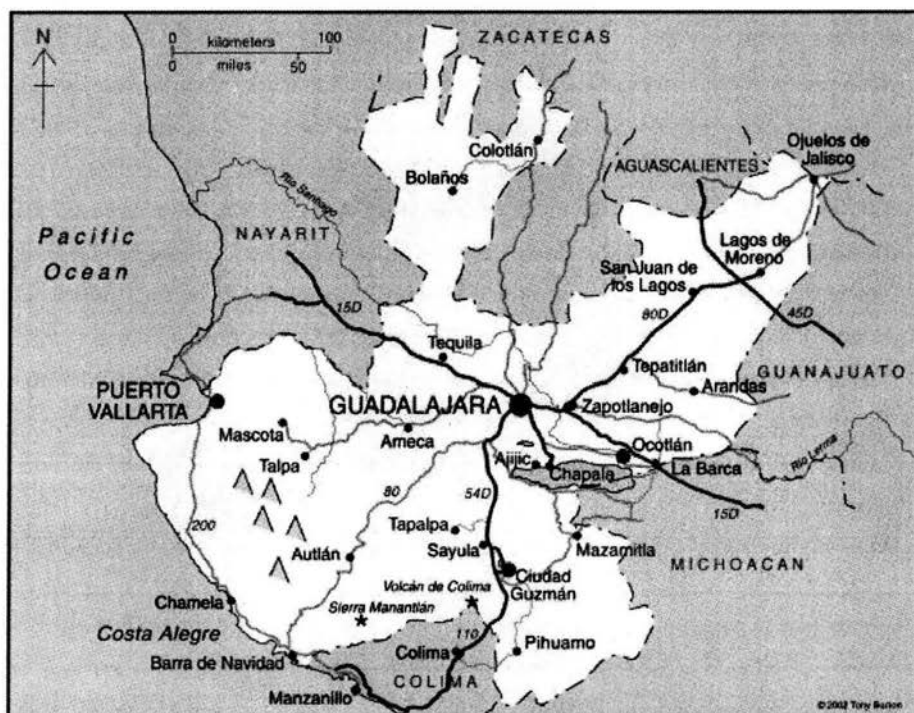 N
0 kilometers 100
0 miles 50
ZACATECAS
Colotlán
Bolaños
AGUASCALIENTES
Ojuelos de
Jalisco
Río Santiago
NAYARIT
Pacific
Ocean
Lagos de
Moreno
San Juan de
los Lagos
15D
80D
45D
Tequila
Tepatitlán
GUANAJUATO
PUERTO
VALLARTA
GUADALAJARA
Zapotlanejo
Arandas
Mascota
Ameca
Ocotlán
Talpa
Ajijic
Chapala
La Barca
Río Lerma
80
54D
15D
200
Tapalpa
Sayula
Mazamitla
Autlán
MICHOACAN
Ciudad
Guzmán
Volcán de Colima
Sierra Manantlán
Chamela
Costa Alegre
110
Barra de Navidad
Colima
Pihuamo
COLIMA
Manzanillo
©2002 Tony Burton